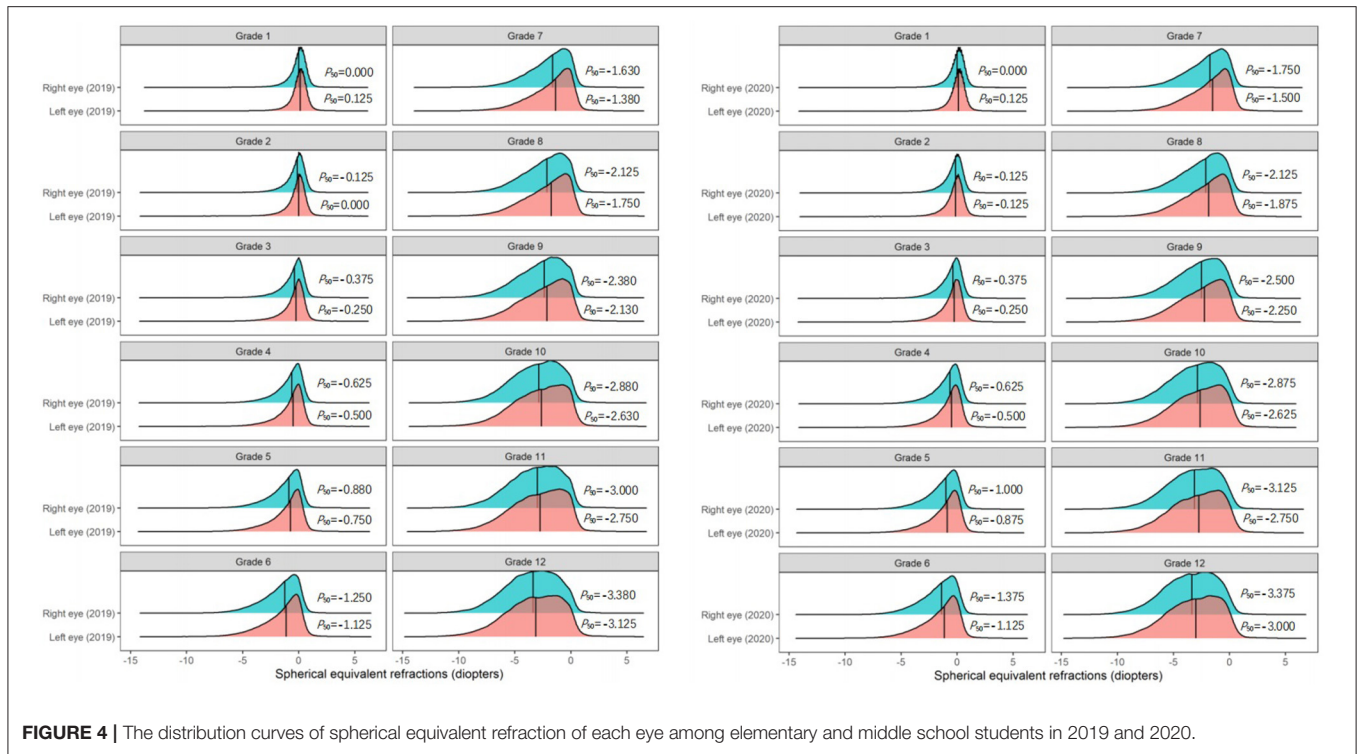 Grade 1
Grade 7
P50=0.000
P50=-1.630
Right eye (2019)
P50=0.125
P50=-1.380
Left eye (2019)
Grade 2
Grade 8
P50=-0.125
P50=-2.125
Right eye (2019)
P50=0.000
P50=-1.750
Left eye (2019)
Grade 3
Grade 9
P50=-0.375
P50=-2.380
Right eye (2019)
P50=-0.250
P50=-2.130
Left eye (2019)
Grade 4
Grade 10
P50=-0.625
P50=-2.880
Right eye (2019)
P50=-0.500
P50=-2.630
Left eye (2019)
Grade 5
Grade 11
P50=-0.880
P50=-3.000
Right eye (2019)
P50=-0.750
P50=-2.750
Left eye (2019)
Grade 6
Grade 12
P50=-1.250
P50=-3.380
Right eye (2019)
P50=-1.125
P50=-3.125
Left eye (2019)
-15 -10 -5 0 5 -15 -10 -5 0 5
Spherical equivalent refractions (diopters)
Grade 1
Grade 7
P50=0.000
P50=-1.750
Right eye (2020)
P50=0.125
P50=-1.500
Left eye (2020)
Grade 2
Grade 8
P50=-0.125
P50=-2.125
Right eye (2020)
P50=-0.125
P50=-1.875
Left eye (2020)
Grade 3
Grade 9
P50=-0.375
P50=-2.500
Right eye (2020)
P50=-0.250
P50=-2.250
Left eye (2020)
Grade 4
Grade 10
P50=-0.625
P50=-2.875
Right eye (2020)
P50=-0.500
P50=-2.625
Left eye (2020)
Grade 5
Grade 11
P50=-1.000
P50=-3.125
Right eye (2020)
P50=-0.875
P50=-2.750
Left eye (2020)
Grade 6
Grade 12
P50=-1.375
P50=-3.375
Right eye (2020)
P50=-1.125
P50=-3.000
Left eye (2020)
-15 -10 -5 0 5 -15 -10 -5 0 5
Spherical equivalent refractions (diopters)
FIGURE 4 | The distribution curves of spherical equivalent refraction of each eye among elementary and middle school students in 2019 and 2020.